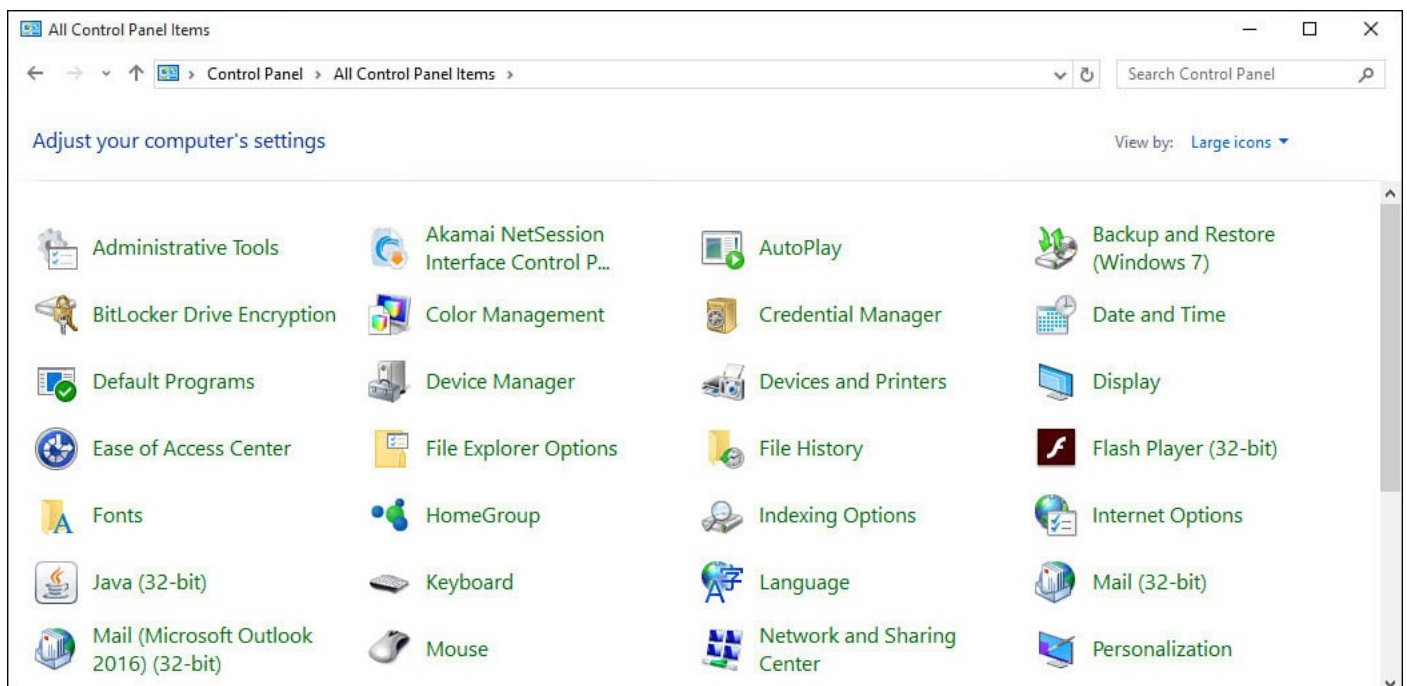 All Control Panel Items
Control Panel > All Control Panel Items >
Search Control Panel
Adjust your computer's settings
View by: Large icons
Administrative Tools
Akamai NetSession
Interface Control P...
AutoPlay
Backup and Restore
(Windows 7)
BitLocker Drive Encryption
Color Management
Credential Manager
Date and Time
Default Programs
Device Manager
Devices and Printers
Display
Ease of Access Center
File Explorer Options
File History
Flash Player (32-bit)
Fonts
HomeGroup
Indexing Options
Internet Options
Java (32-bit)
Keyboard
Language
Mail (32-bit)
Mail (Microsoft Outlook
2016) (32-bit)
Mouse
Network and Sharing
Center
Personalization